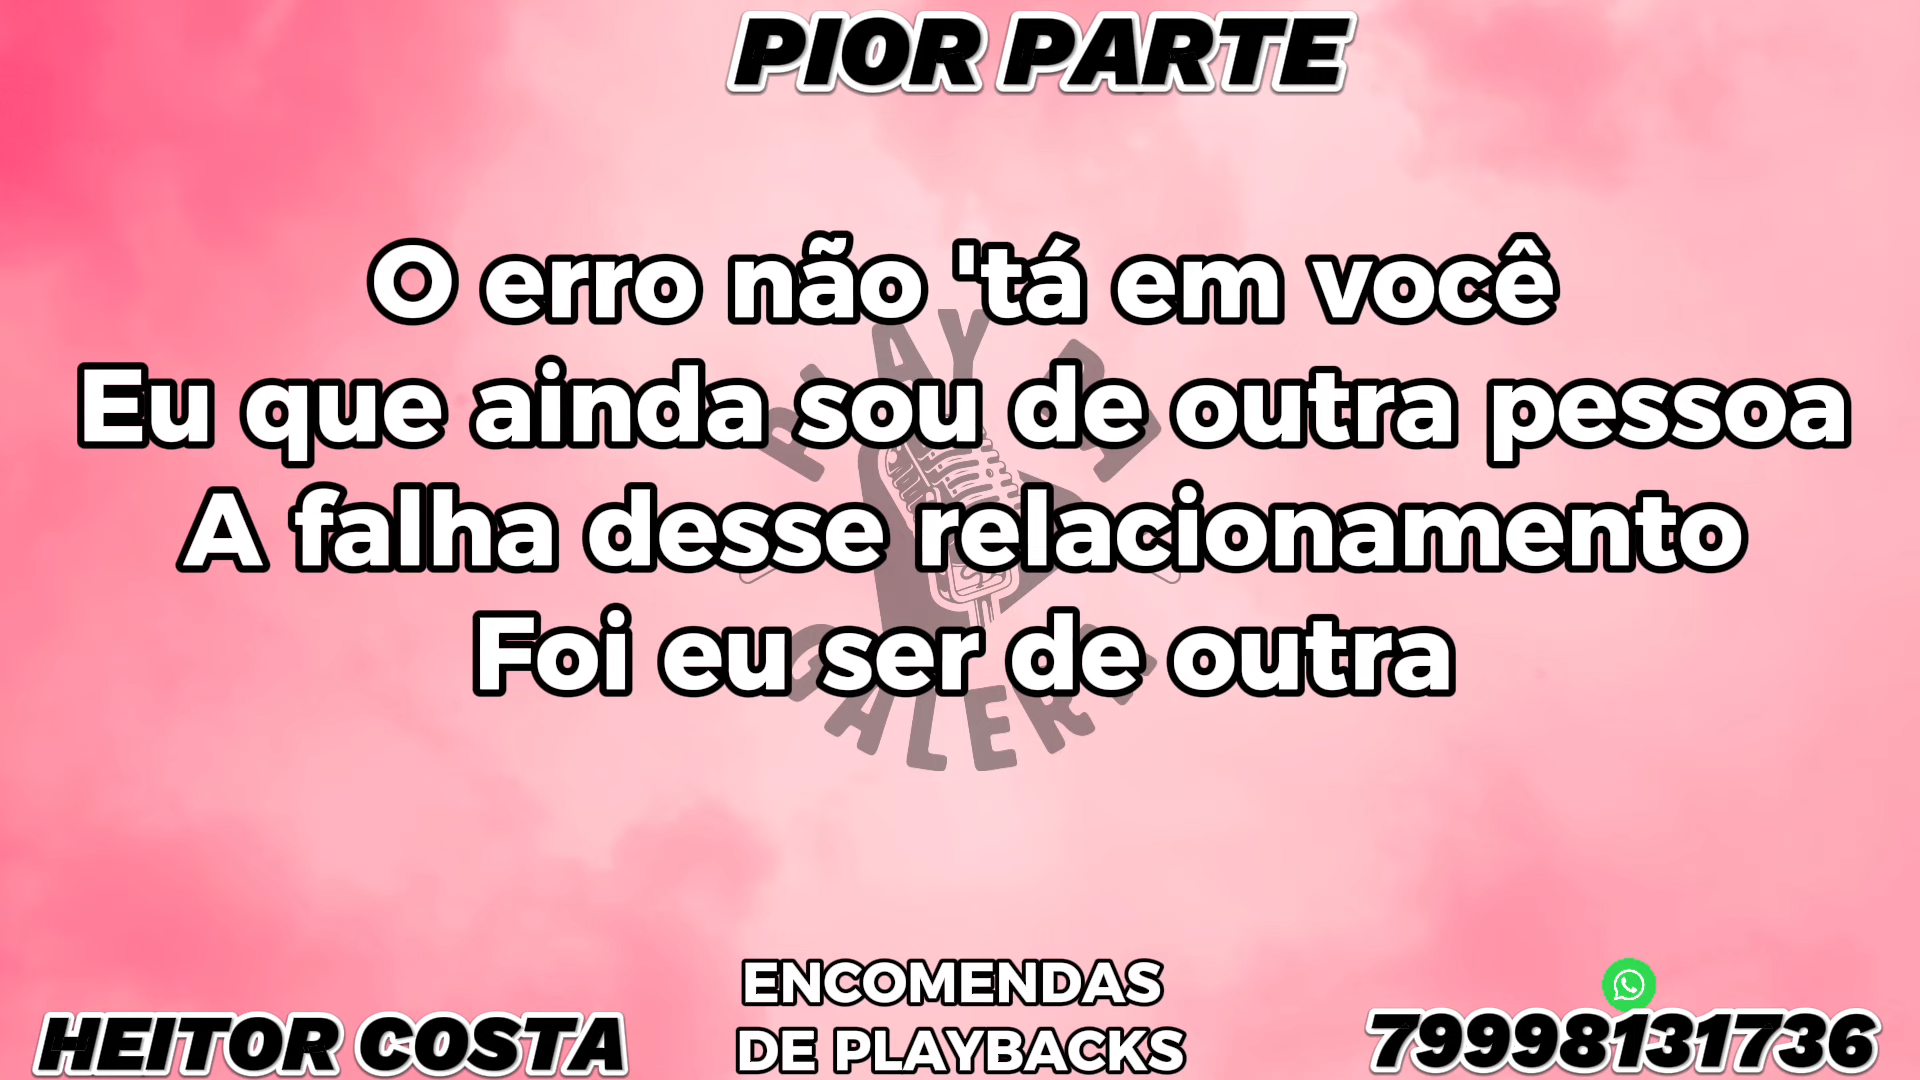 PIOR PARTE
O erro não 'tá em você
Eu que ainda sou de outra pessoa
A falha desse relacionamento
Foi eu ser de outra
PLAY
ENCOMENDAS
DE PLAYBACKS
HEITOR COSTA
79998131736